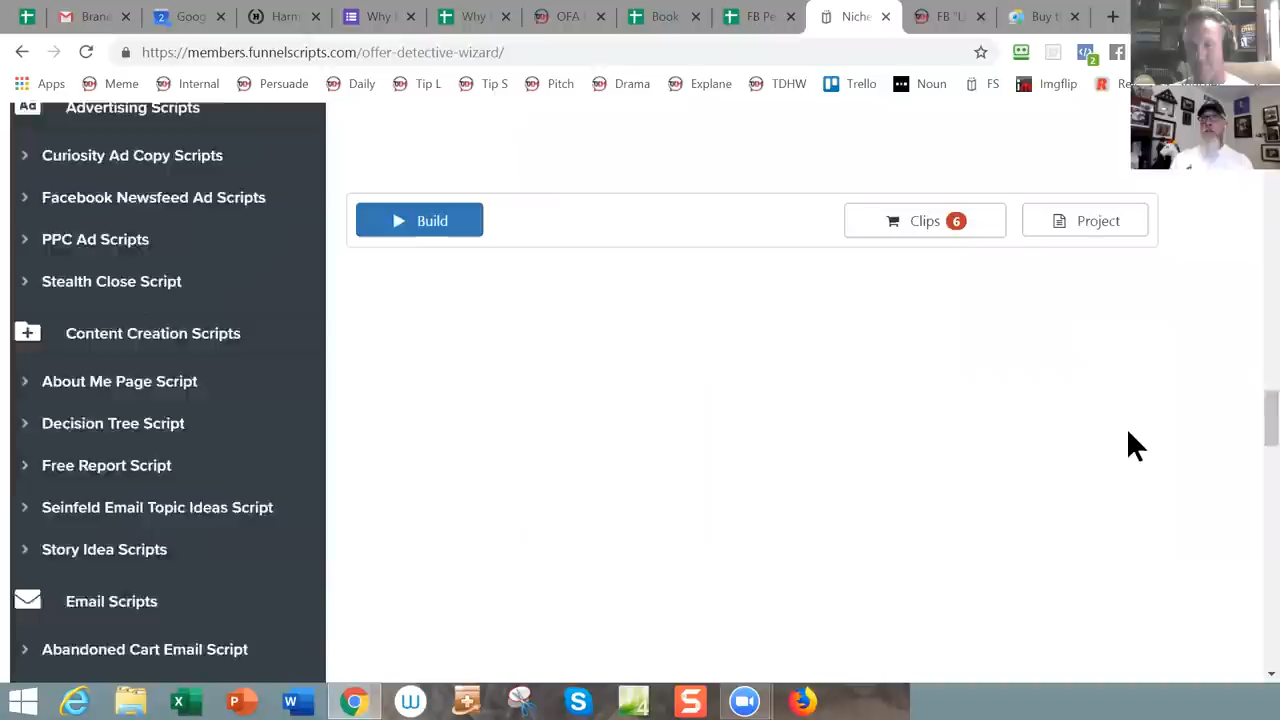 Brane
Goog
Harm
Why I
Why I
OFA I
Book
FB Pe
Niche
FB "L
Buy t
https://members.funnelscripts.com/offer-detective-wizard/
2
Apps
Meme
Internal
Persuade
Daily
Tip L
Tip S
Pitch
Drama
Explane
TDHW
Trello
Noun
FS
Imgflip
Ad
Advertising Scripts
Curiosity Ad Copy Scripts
Facebook Newsfeed Ad Scripts
PPC Ad Scripts
Stealth Close Script
Content Creation Scripts
About Me Page Script
Decision Tree Script
Free Report Script
Seinfeld Email Topic Ideas Script
Story Idea Scripts
Email Scripts
Abandoned Cart Email Script
Build
Clips 6
Project